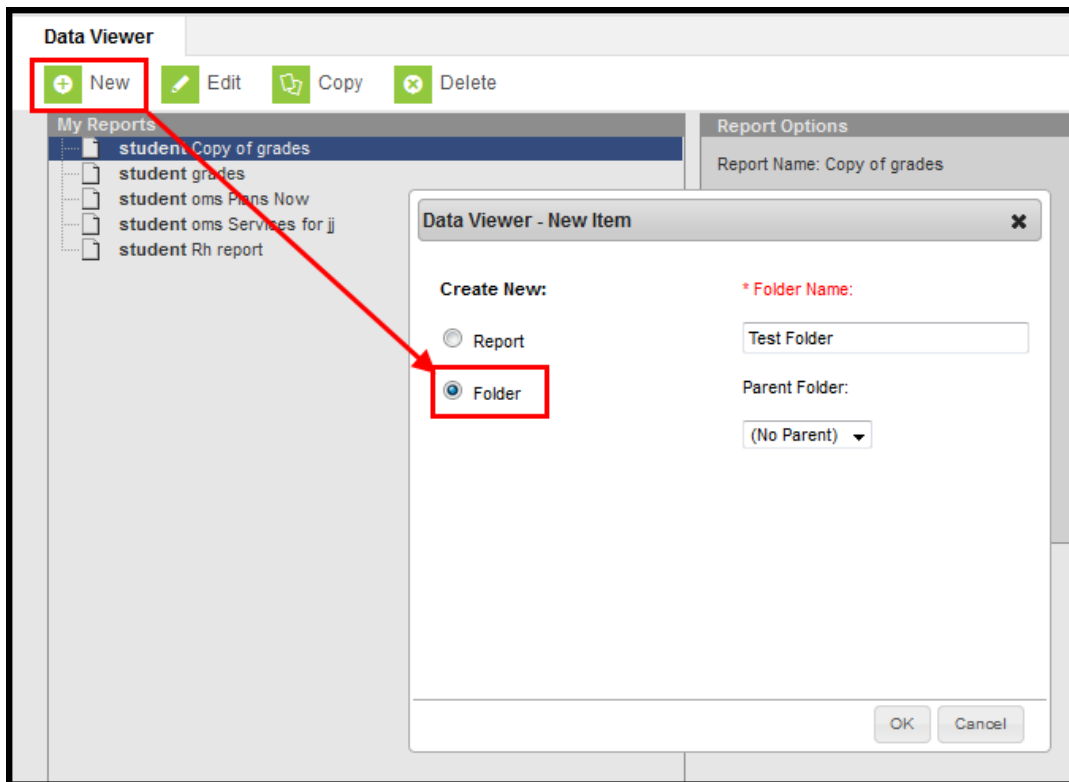 Data Viewer
New Edit Copy Delete
My Reports
student Copy of grades
student grades
student oms Plans Now
student oms Services for jj
student Rh report
Report Options
Report Name: Copy of grades
Data Viewer - New Item
Create New:
Report
Folder
* Folder Name:
Test Folder
Parent Folder:
(No Parent)
OK Cancel